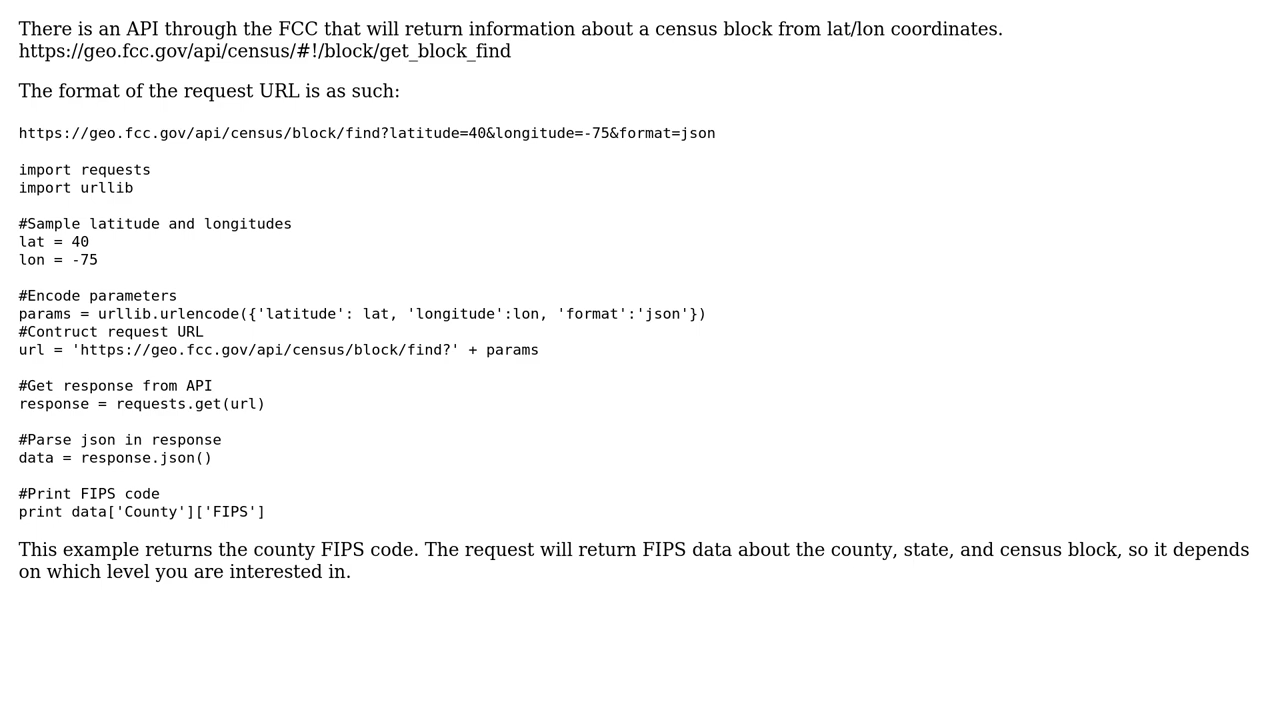 There is an API through the FCC that will return information about a census block from lat/lon coordinates.
https://geo.fcc.gov/api/census/#!/block/get_block_find
The format of the request URL is as such:
https://geo.fcc.gov/api/census/block/find?latitude=40&longitude=-75&format=json
import requests
import urllib
#Sample latitude and longitudes
lat = 40
lon = -75
#Encode parameters
params = urllib.urlencode({'latitude': lat, 'longitude':lon, 'format':'json'})
#Contruct request URL
url = 'https://geo.fcc.gov/api/census/block/find?' + params
#Get response from API
response = requests.get(url)
#Parse json in response
data = response.json()
#Print FIPS code
print data['County']['FIPS']
This example returns the county FIPS code. The request will return FIPS data about the county, state, and census block, so it depends
on which level you are interested in.